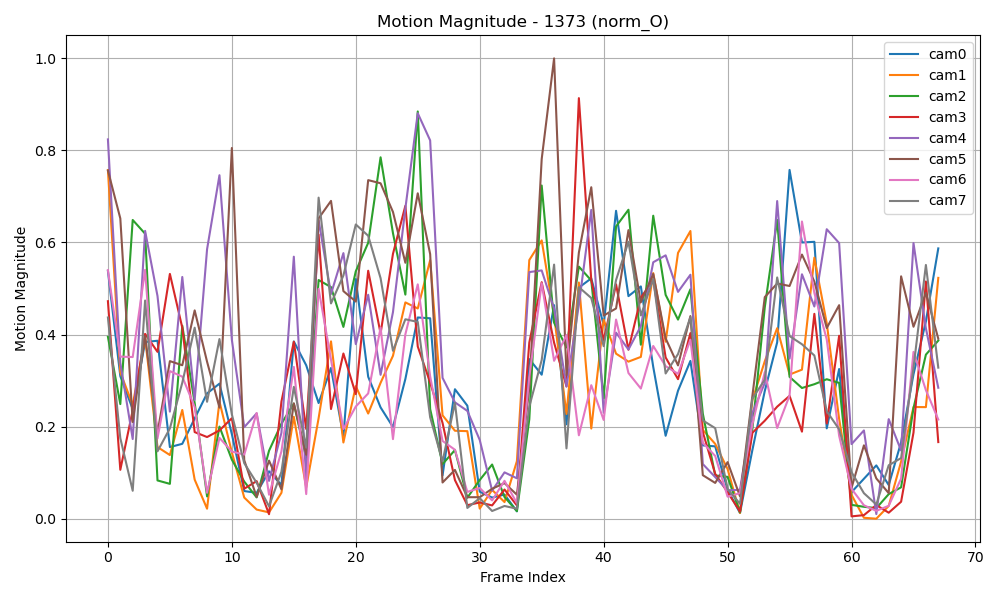 Motion Magnitude - 1373 (norm_O)
Motion Magnitude
1.0
0.8
0.6
0.4
0.2
0.0
0 10 20 30 40 50 60 70
Frame Index
cam0
cam1
cam2
cam3
cam4
cam5
cam6
cam7